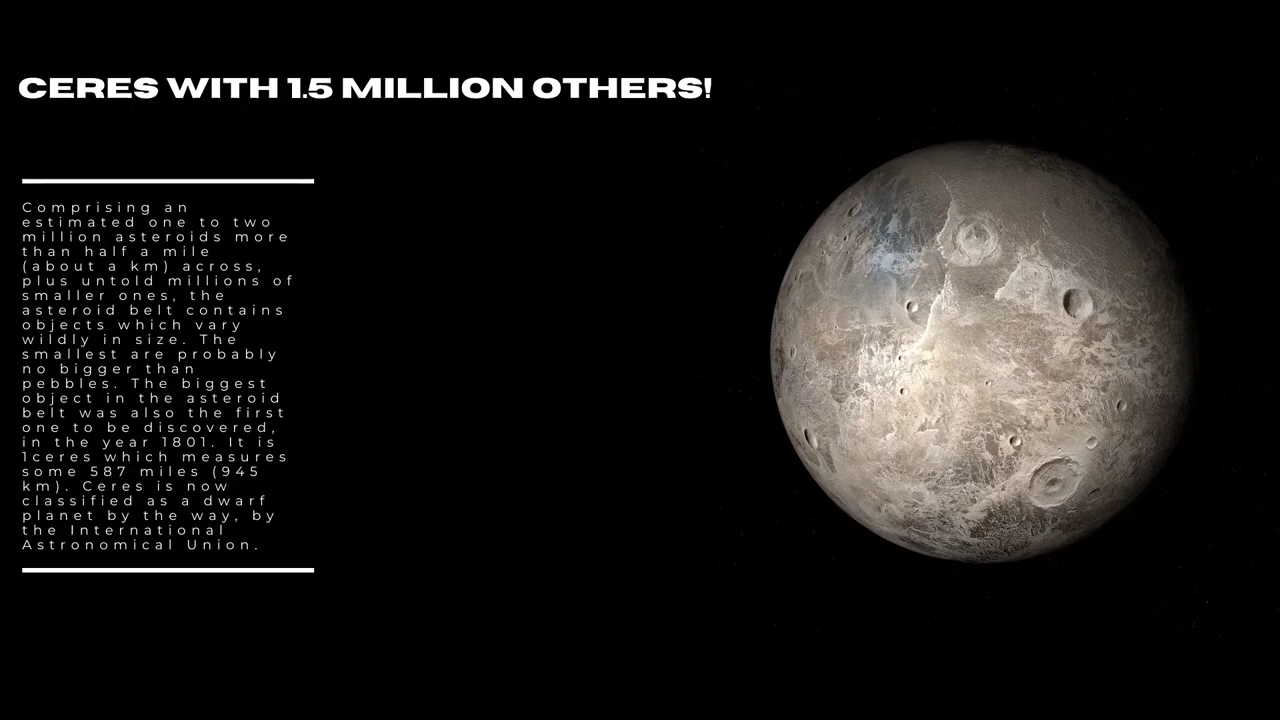 CERES WITH 1.5 MILLION OTHERS!
Comprising an
estimated one to two
million asteroids more
than half a mile
(about a km) across,
plus untold millions of
smaller ones, the
asteroid belt contains
objects which vary
wildly in size. The
smallest are probably
no bigger than
pebbles. The biggest
object in the asteroid
belt was also the first
one to be discovered,
in the year 1801. It is
1ceres which measures
some 587 miles (945
km). Ceres is now
classified as a dwarf
planet by the way, by
the International
Astronomical Union.